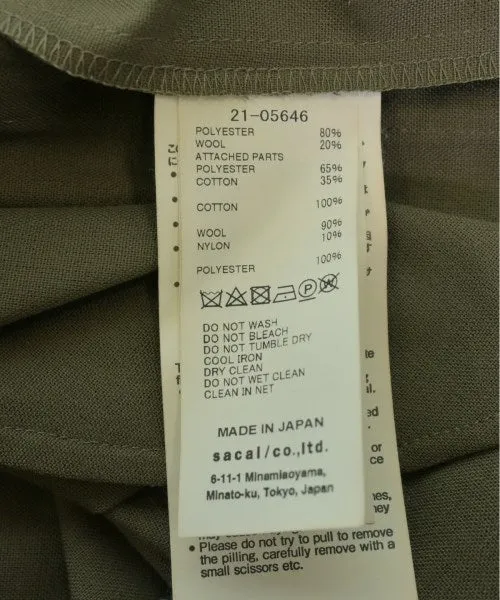 21-05646
POLYESTER 80%
WOOL 20%
ATTACHED PARTS
POLYESTER 65%
COTTON 35%
COTTON 100%
WOOL 90%
NYLON 10%
POLYESTER 100%
P W
DO NOT WASH
DO NOT BLEACH
DO NOT TUMBLE DRY
COOL IRON
DRY CLEAN
DO NOT WET CLEAN
CLEAN IN NET
MADE IN JAPAN
sacai/co.,ltd.
6-11-1 Minamiaoyama,
Minato-ku, Tokyo, Japan
• Please do not try to pull to remove
the pilling, carefully remove with a
small scissors etc.